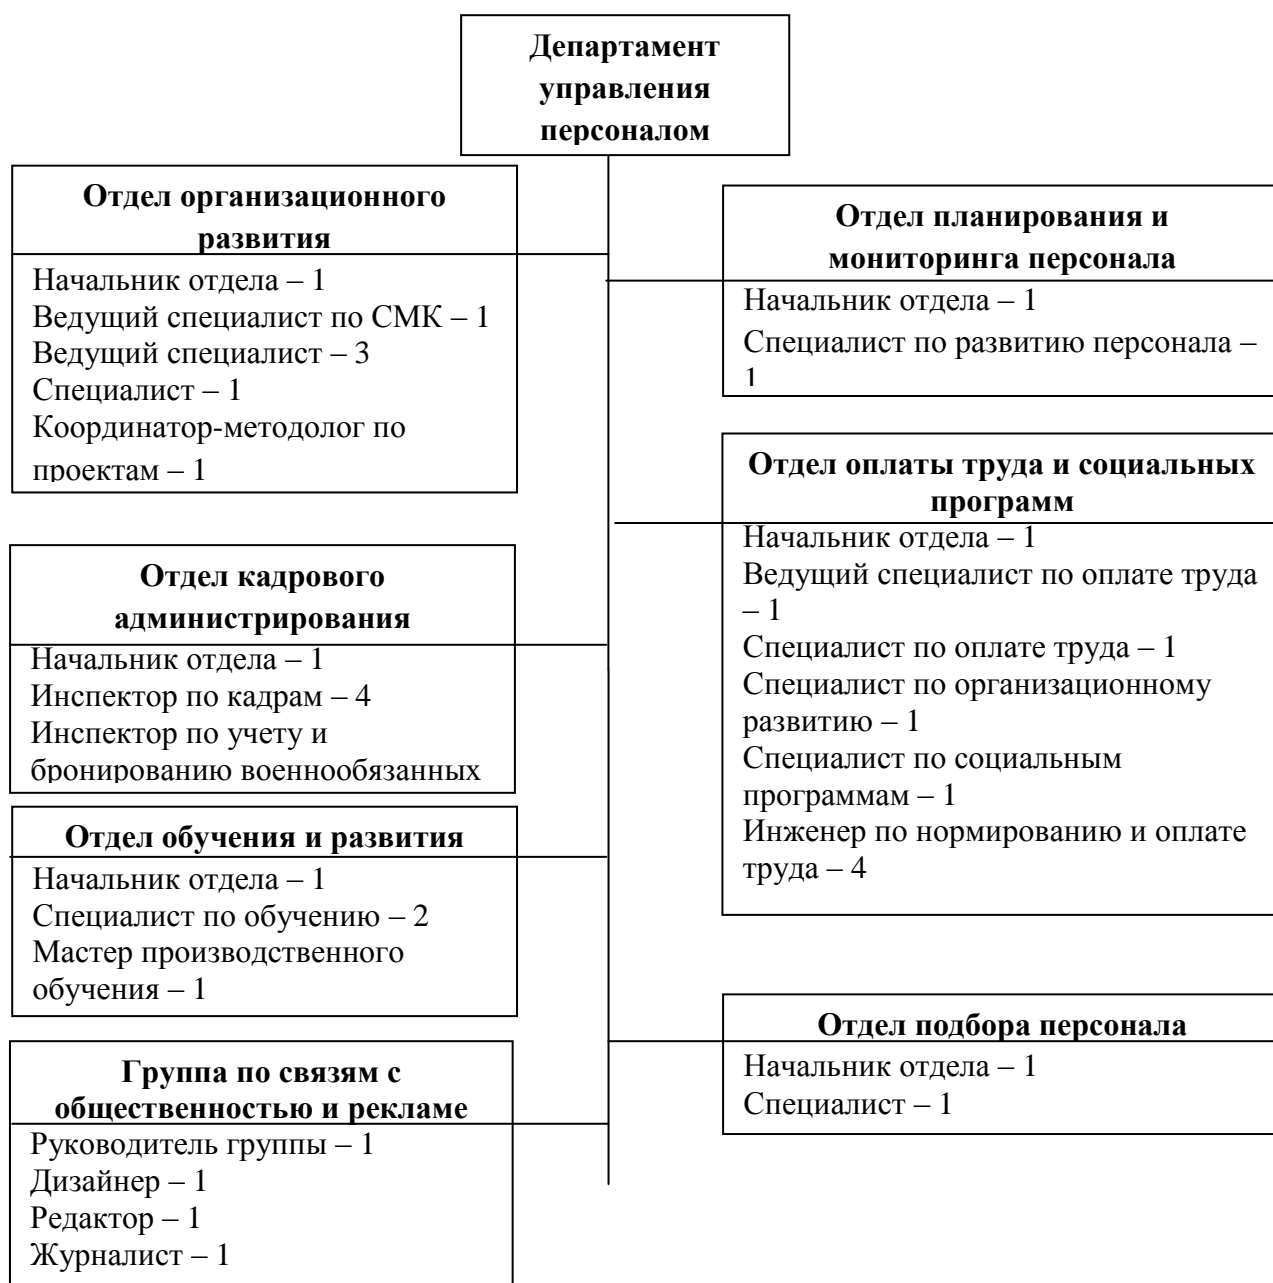 Департамент
управления
персоналом
Отдел организационного
развития
Начальник отдела – 1
Ведущий специалист по СМК – 1
Ведущий специалист – 3
Специалист – 1
Координатор-методолог по
проектам – 1
Отдел кадрового
администрирования
Начальник отдела – 1
Инспектор по кадрам – 4
Инспектор по учету и
бронированию военнообязанных
Отдел обучения и развития
Начальник отдела – 1
Специалист по обучению – 2
Мастер производственного
обучения – 1
Группа по связям с
общественностью и рекламе
Руководитель группы – 1
Дизайнер – 1
Редактор – 1
Журналист – 1
Отдел планирования и
мониторинга персонала
Начальник отдела – 1
Специалист по развитию персонала –
1
Отдел оплаты труда и социальных
программ
Начальник отдела – 1
Ведущий специалист по оплате труда
– 1
Специалист по оплате труда – 1
Специалист по организационному
развитию – 1
Специалист по социальным
программам – 1
Инженер по нормированию и оплате
труда – 4
Отдел подбора персонала
Начальник отдела – 1
Специалист – 1